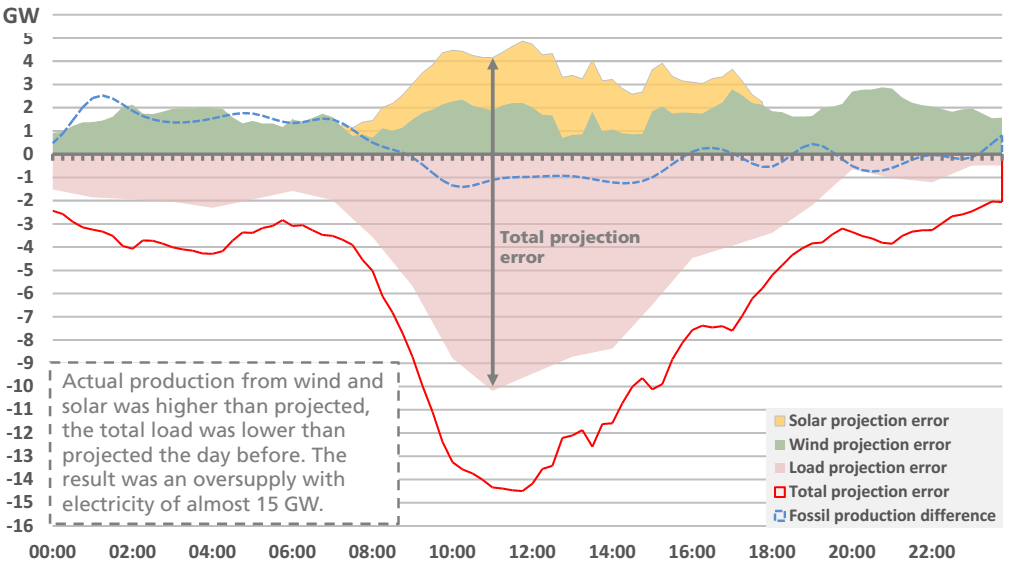 GW
5
4
3
2
1
0
-1
-2
-3
-4
-5
-6
-7
-8
-9
-10
-11
-12
-13
-14
-15
-16
Total projection
error
Actual production from wind and
solar was higher than projected,
the total load was lower than
projected the day before. The
result was an oversupply with
electricity of almost 15 GW.
Solar projection error
Wind projection error
Load projection error
Total projection error
Fossil production difference
00:00 02:00 04:00 06:00 08:00 10:00 12:00 14:00 16:00 18:00 20:00 22:00